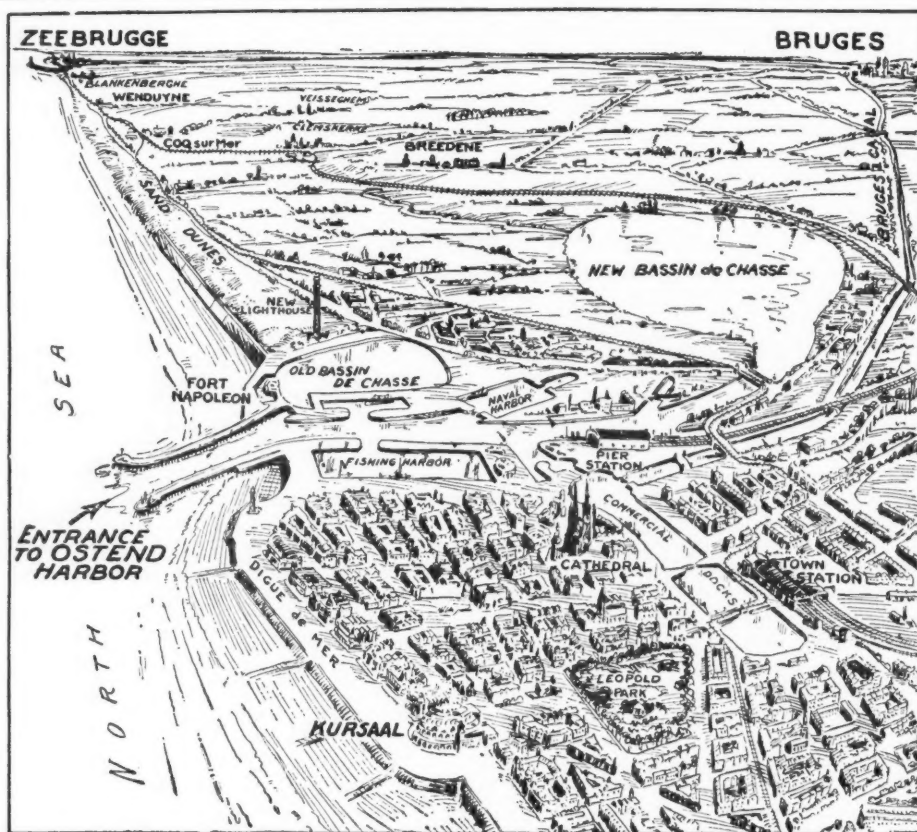 ZEEBRUGGE
BRUGES
BLANKENBERGHE
WENDUYNE
VEISSEGHEM
CLEMSKERKE
COQ sur MER
BREEDENE
BRUGES CANAL
SAND DUNES
NEW BASSIN de CHASSE
NEW
LIGHTHOUSE
OLD BASSIN
DE CHASSE
FORT
NAPOLEON
NAVAL
HARBOR
PIER
STATION
FISHING HARBOR
ENTRANCE
TO OSTEND
HARBOR
COMMERCIAL
DOCKS
CATHEDRAL
TOWN
STATION
DIGUE DE MER
LEOPOLD
PARK
KURSAAL
NORTH SEA